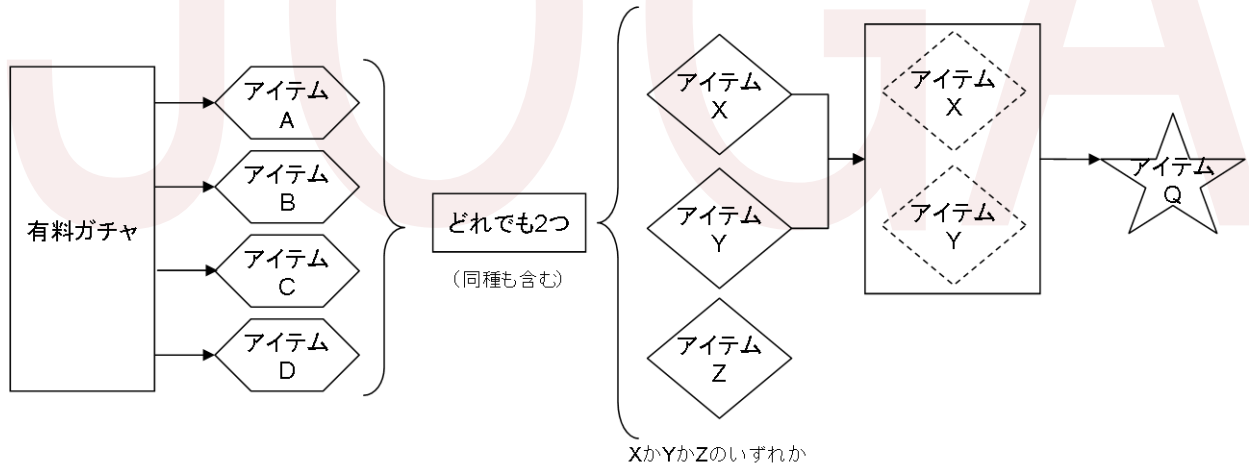 JOGA
有料ガチャ
アイテム
A
アイテム
B
アイテム
C
アイテム
D
どれでも2つ
(同種も含む)
アイテム
X
アイテム
Y
アイテム
Z
XかYかZのいずれか
アイテム
X
アイテム
Y
アイテム
Q